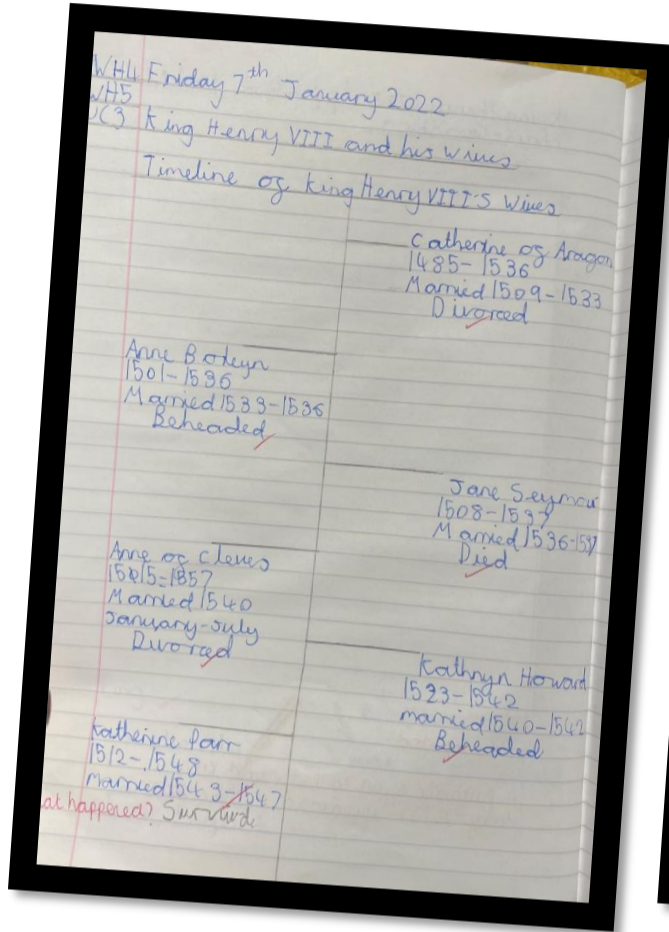 WH4 Friday 7th January 2022
WH5
UC3 King Henry VIII and his wives
Timeline of King Henry VIII'S Wives
Catherine of Aragon
1485-1536
Married 1509-1533
Divorced
Anne Boleyn
1501-1536
Married 1533-1536
Beheaded
Jane Seymour
1508-1537
Married 1536-1537
Died
Anne of Cleves
1515-1557
Married 1540
January-July
Divorced
Kathryn Howard
1523-1542
married 1540-1542
Beheaded
Katherine Parr
1512-1548
Married 1543-1547
at happened? Survived